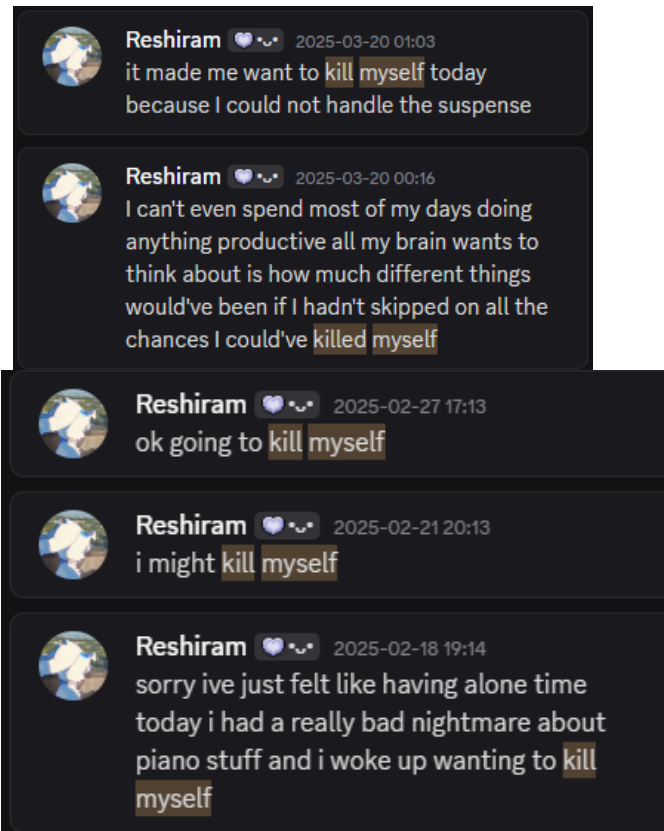 Reshiram 2025-03-20 01:03
it made me want to kill myself today
because I could not handle the suspense
Reshiram 2025-03-20 00:16
I can't even spend most of my days doing
anything productive all my brain wants to
think about is how much different things
would've been if I hadn't skipped on all the
chances I could've killed myself
Reshiram 2025-02-27 17:13
ok going to kill myself
Reshiram 2025-02-21 20:13
i might kill myself
Reshiram 2025-02-18 19:14
sorry ive just felt like having alone time
today i had a really bad nightmare about
piano stuff and i woke up wanting to kill
myself